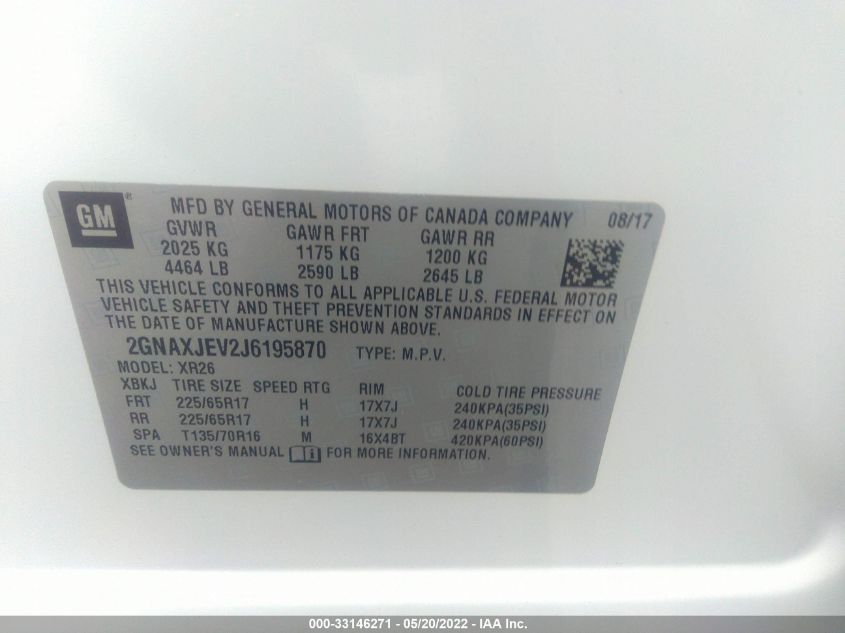 GM ®
MFD BY GENERAL MOTORS OF CANADA COMPANY 08/17
GVWR GAWR FRT GAWR RR
2025 KG 1175 KG 1200 KG
4464 LB 2590 LB 2645 LB
THIS VEHICLE CONFORMS TO ALL APPLICABLE U.S. FEDERAL MOTOR
VEHICLE SAFETY AND THEFT PREVENTION STANDARDS IN EFFECT ON
THE DATE OF MANUFACTURE SHOWN ABOVE.
2GNAXJEV2J6195870 TYPE: M.P.V.
MODEL: XR26
XBKJ TIRE SIZE SPEED RTG RIM COLD TIRE PRESSURE
FRT 225/65R17 H 17X7J 240KPA(35PSI)
RR 225/65R17 H 17X7J 240KPA(35PSI)
SPA T135/70R16 M 16X4BT 420KPA(60PSI)
SEE OWNER'S MANUAL i FOR MORE INFORMATION.
000-33146271 - 05/20/2022 - IAA Inc.